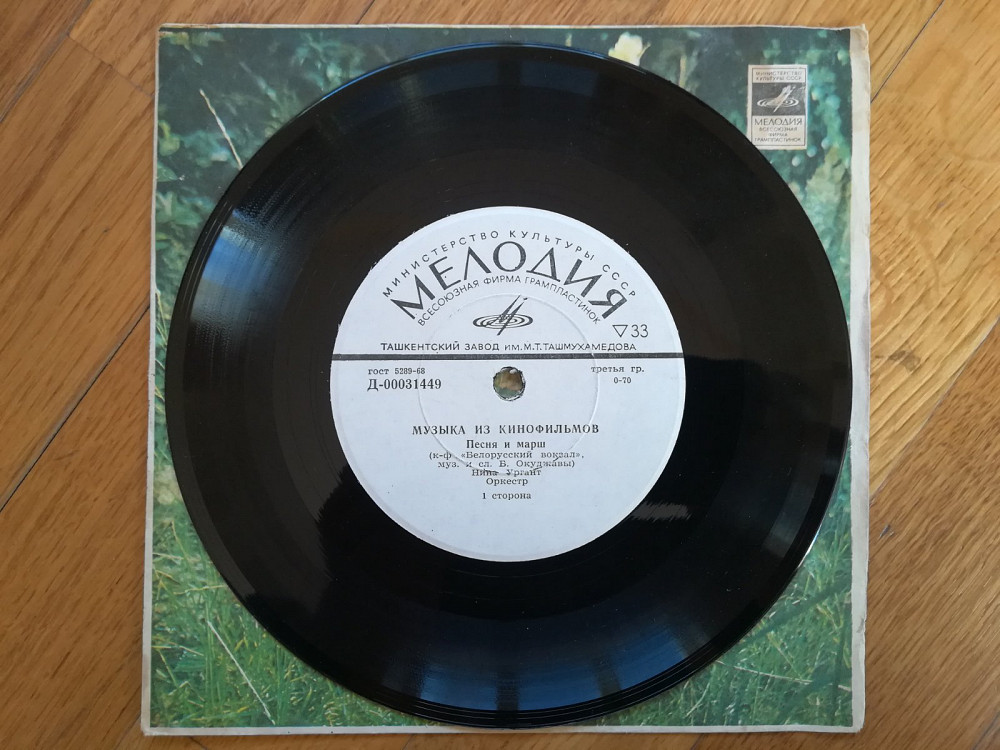 МИНИСТЕРСТВО
КУЛЬТУРЫ СССР
МЕЛОДИЯ
ВСЕСОЮЗНАЯ
ФИРМА
ГРАМПЛАСТИНОК
МИНИСТЕРСТВО КУЛЬТУРЫ СССР
МЕЛОДИЯ
ВСЕСОЮЗНАЯ ФИРМА ГРАМПЛАСТИНОК
▽33
ТАШКЕНТСКИЙ ЗАВОД ИМ. М.Т. ТАШМУХАМЕДОВА
гост 5289-68 третья гр.
Д-00031449 0-70
МУЗЫКА ИЗ КИНОФИЛЬМОВ
Песня и марш
(к-ф. «Белорусский вокзал»,
муз. и сл. Б. Окуджавы)
Нина Ургант
Оркестр
1 сторона